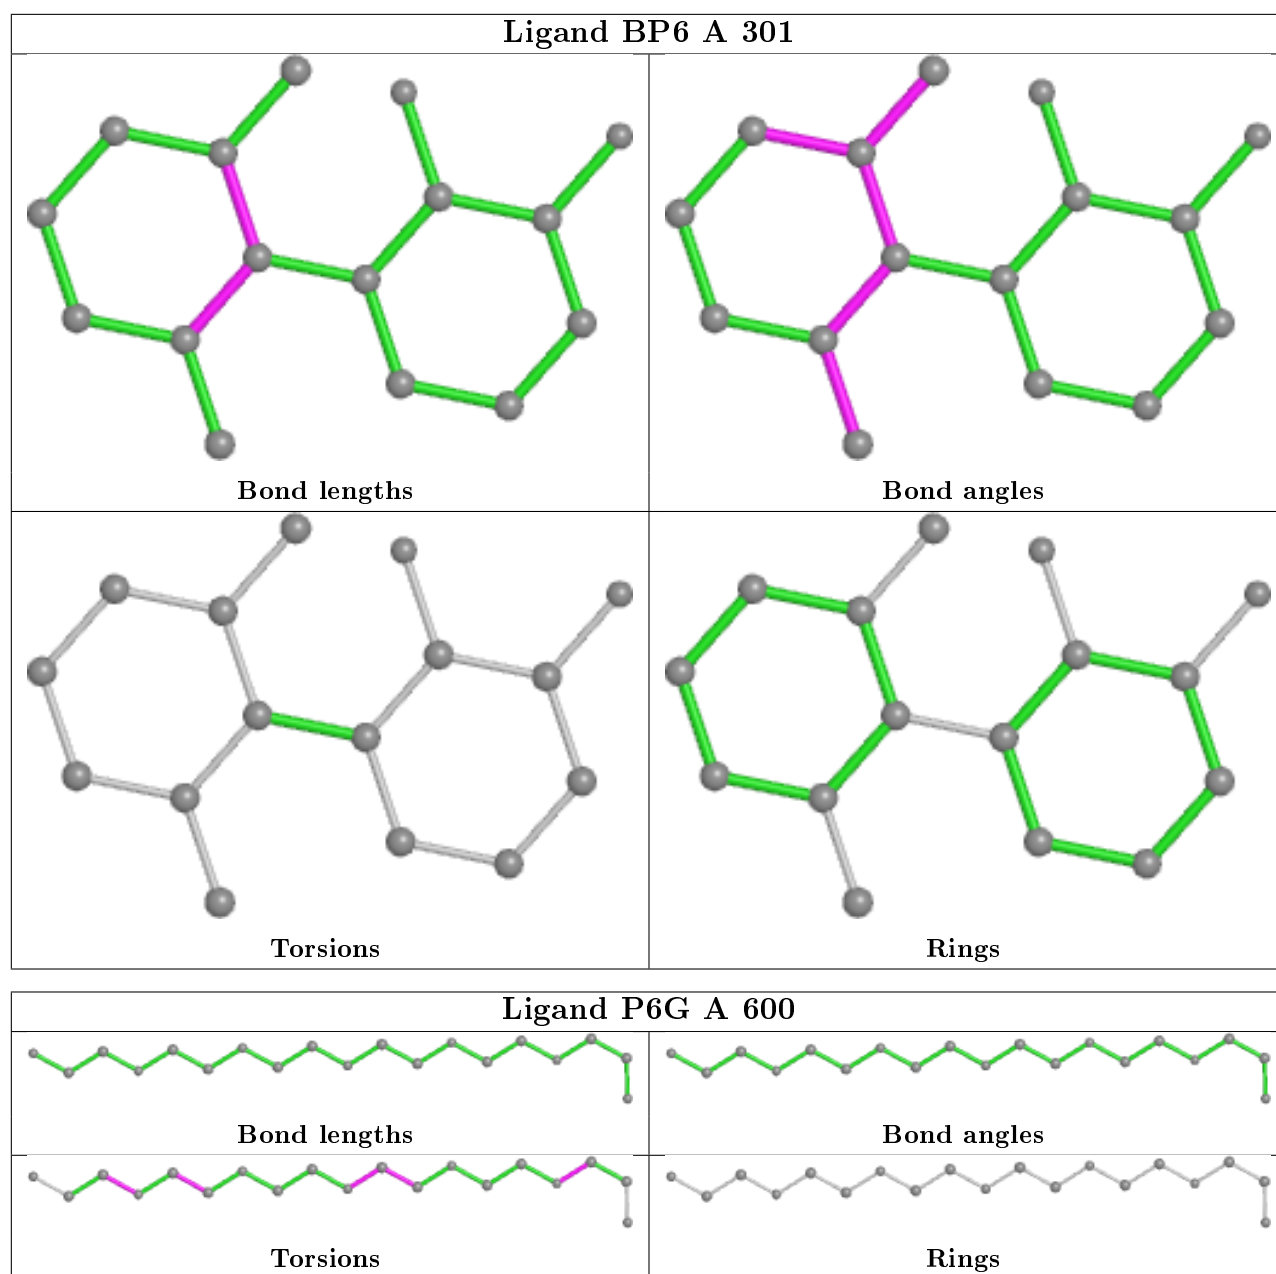 Ligand BP6 A 301
Bond lengths
Bond angles
Torsions
Rings
Ligand P6G A 600
Bond lengths
Bond angles
Torsions
Rings